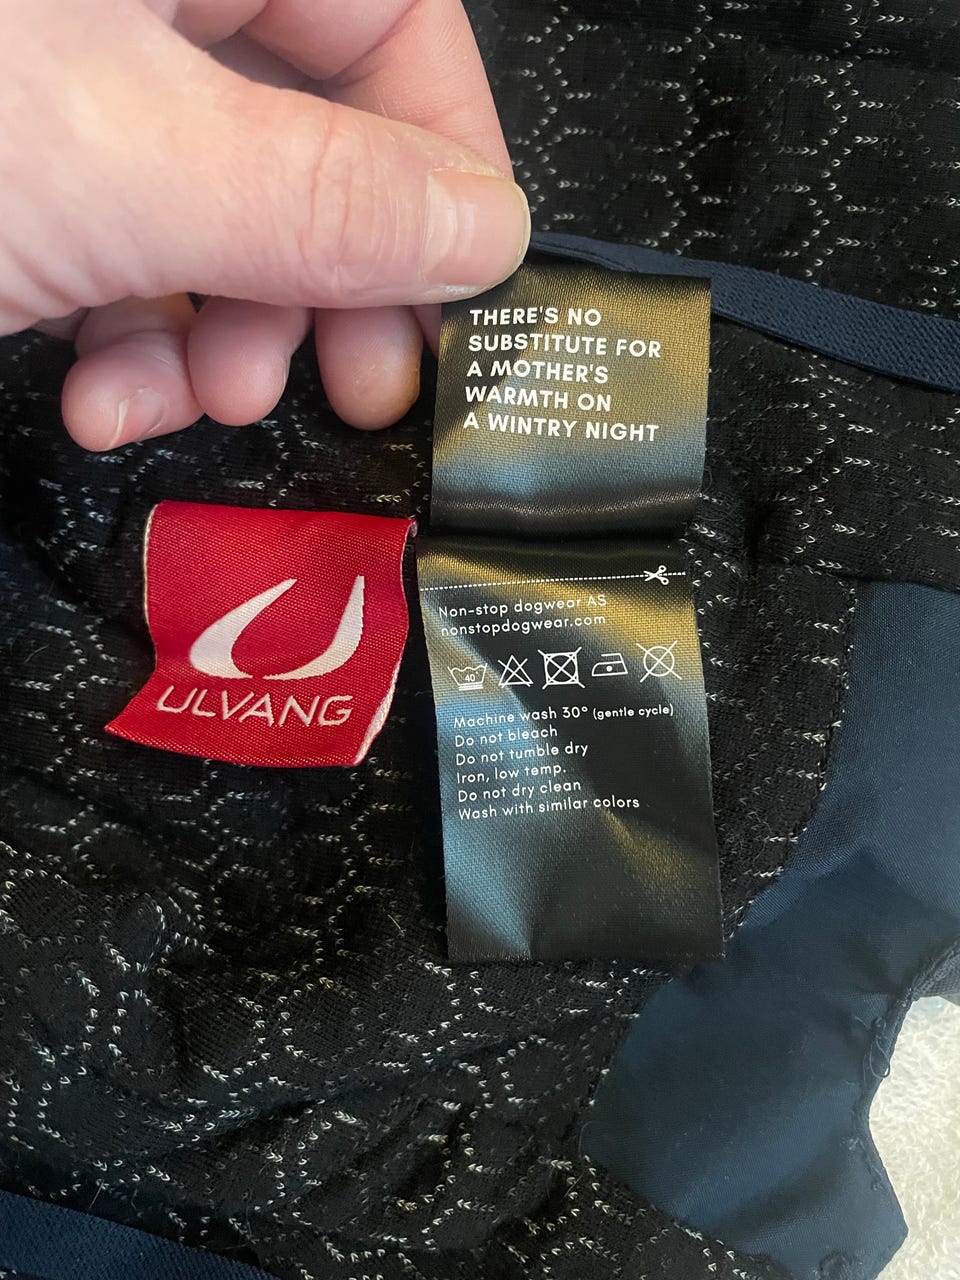 THERE'S NO
SUBSTITUTE FOR
A MOTHER'S
WARMTH ON
A WINTRY NIGHT
ULVANG
Non-stop dogwear AS
nonstopdogwear.com
40
Machine wash 30° (gentle cycle)
Do not bleach
Do not tumble dry
Iron, low temp.
Do not dry clean
Wash with similar colors